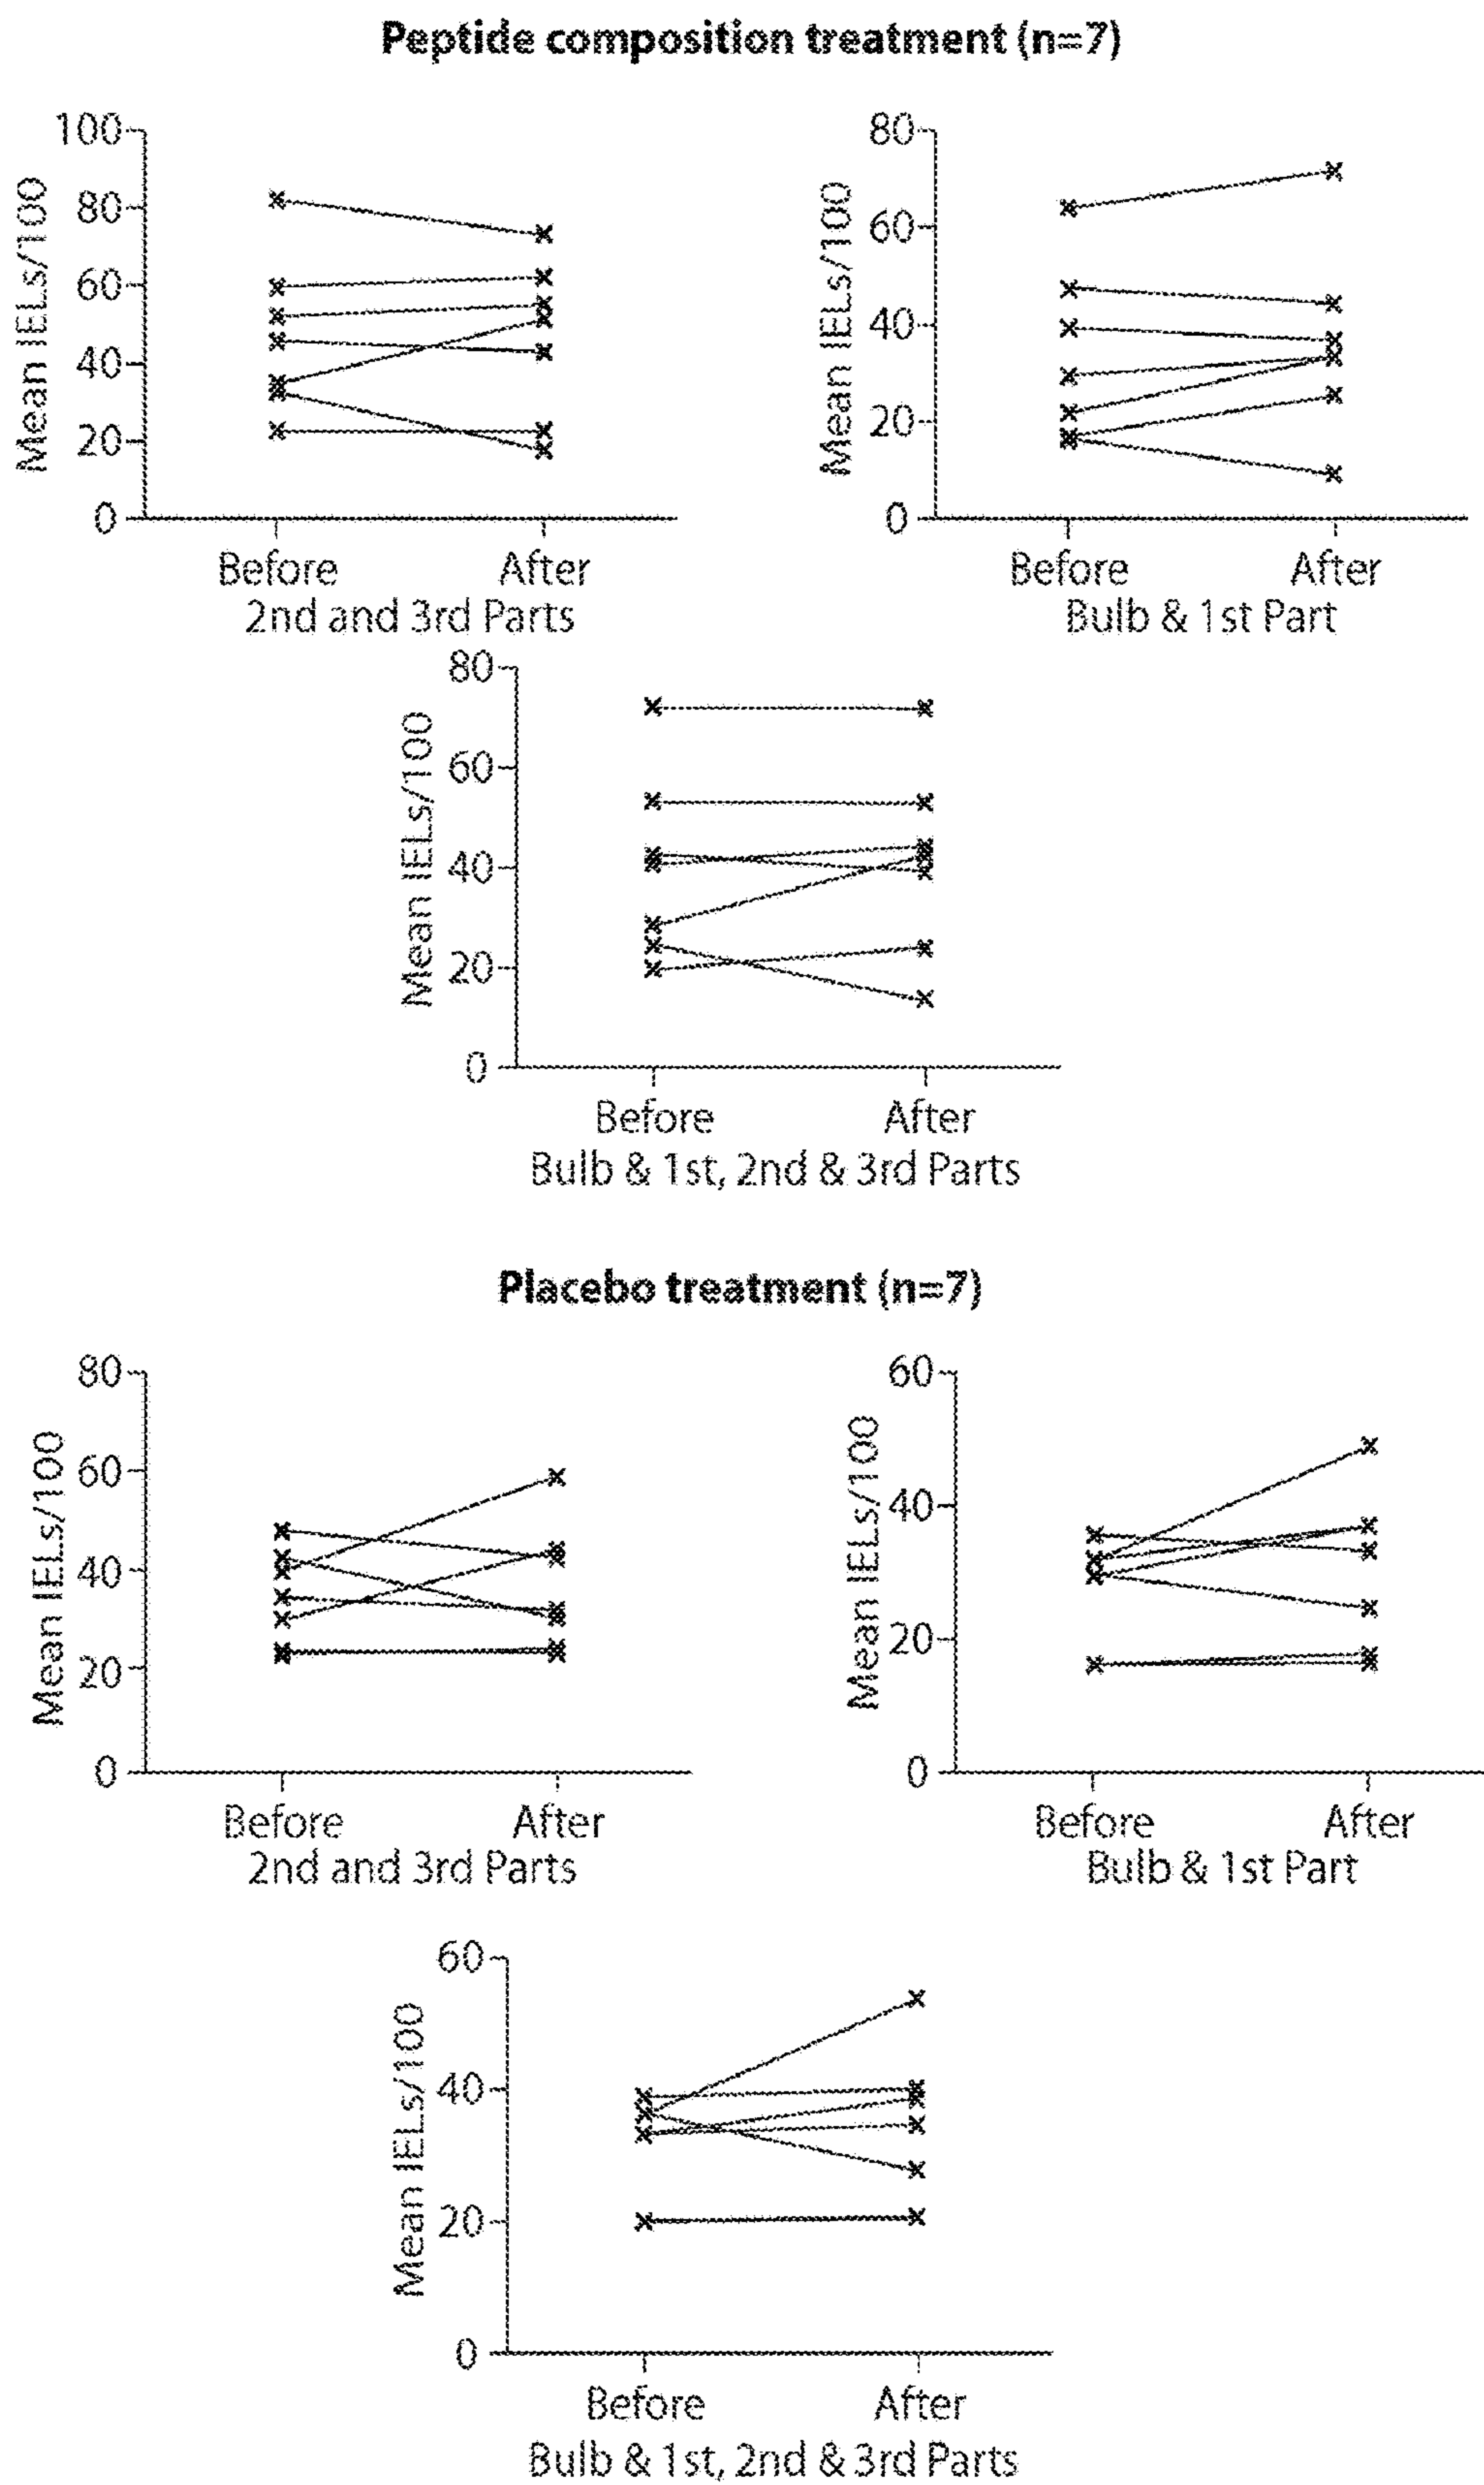 Peptide composition treatment (n=7)
Mean IELs/100
100
80
60
40
20
0
Before After
2nd and 3rd Parts
Mean IELs/100
80
60
40
20
0
Before After
Bulb & 1st Part
Mean IELs/100
80
60
40
20
0
Before After
Bulb & 1st, 2nd & 3rd Parts
Placebo treatment (n=7)
Mean IELs/100
80
60
40
20
0
Before After
2nd and 3rd Parts
Mean IELs/100
60
40
20
0
Before After
Bulb & 1st Part
Mean IELs/100
60
40
20
0
Before After
Bulb & 1st, 2nd & 3rd Parts